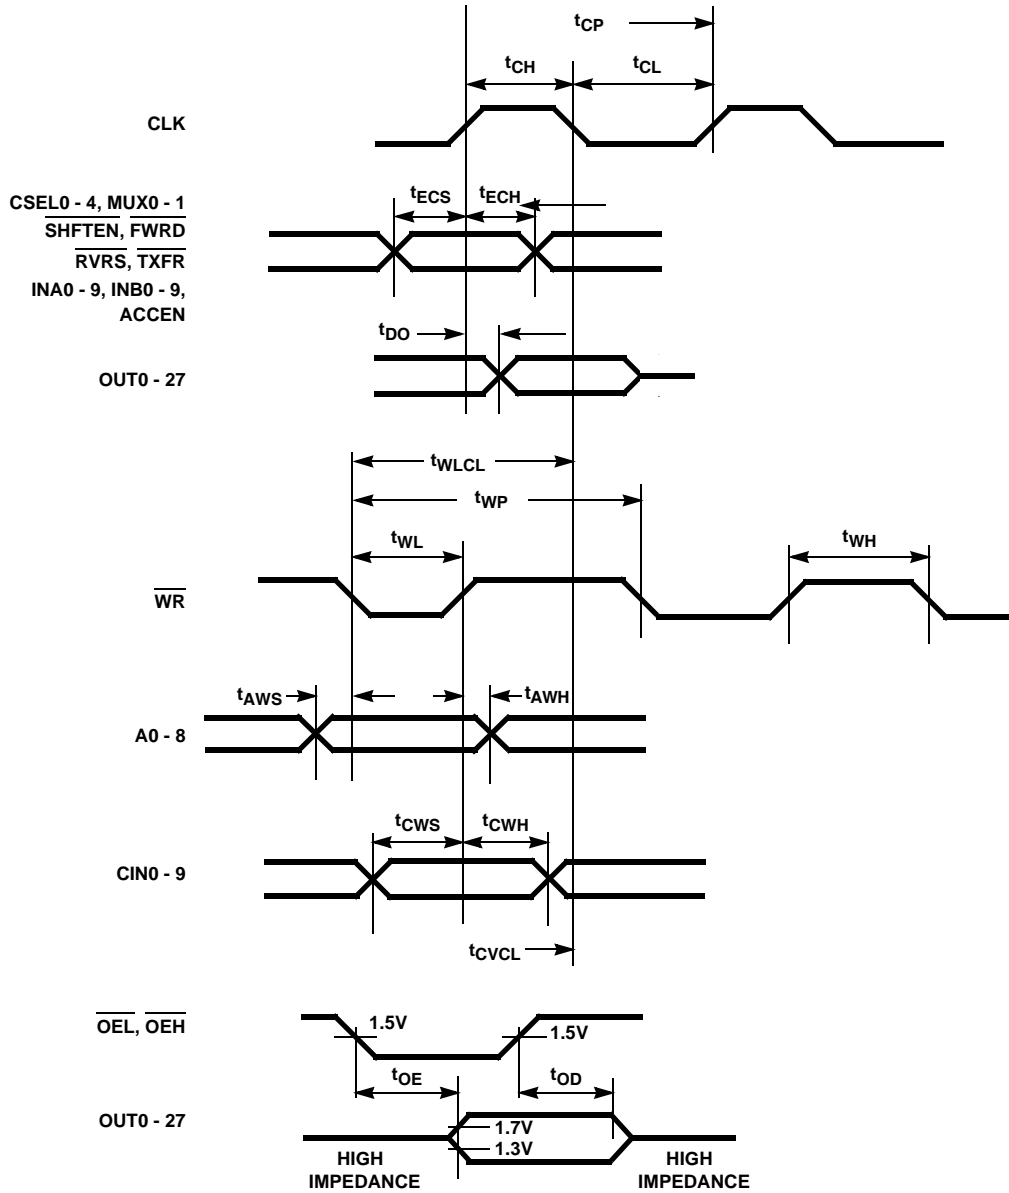 tCP
tCH
tCL
CLK
tECS
tECH
CSEL0 - 4, MUX0 - 1
SHFTEN, FWRD
RVRS, TXFR
INA0 - 9, INB0 - 9,
ACCEN
tDO
OUT0 - 27
tWLCL
tWP
tWL
tWH
WR
tAWS
tAWH
A0 - 8
tCWS
tCWH
CIN0 - 9
tCVCL
OEL, OEH
1.5V
1.5V
tOE
tOD
OUT0 - 27
1.7V
1.3V
HIGH
IMPEDANCE
HIGH
IMPEDANCE